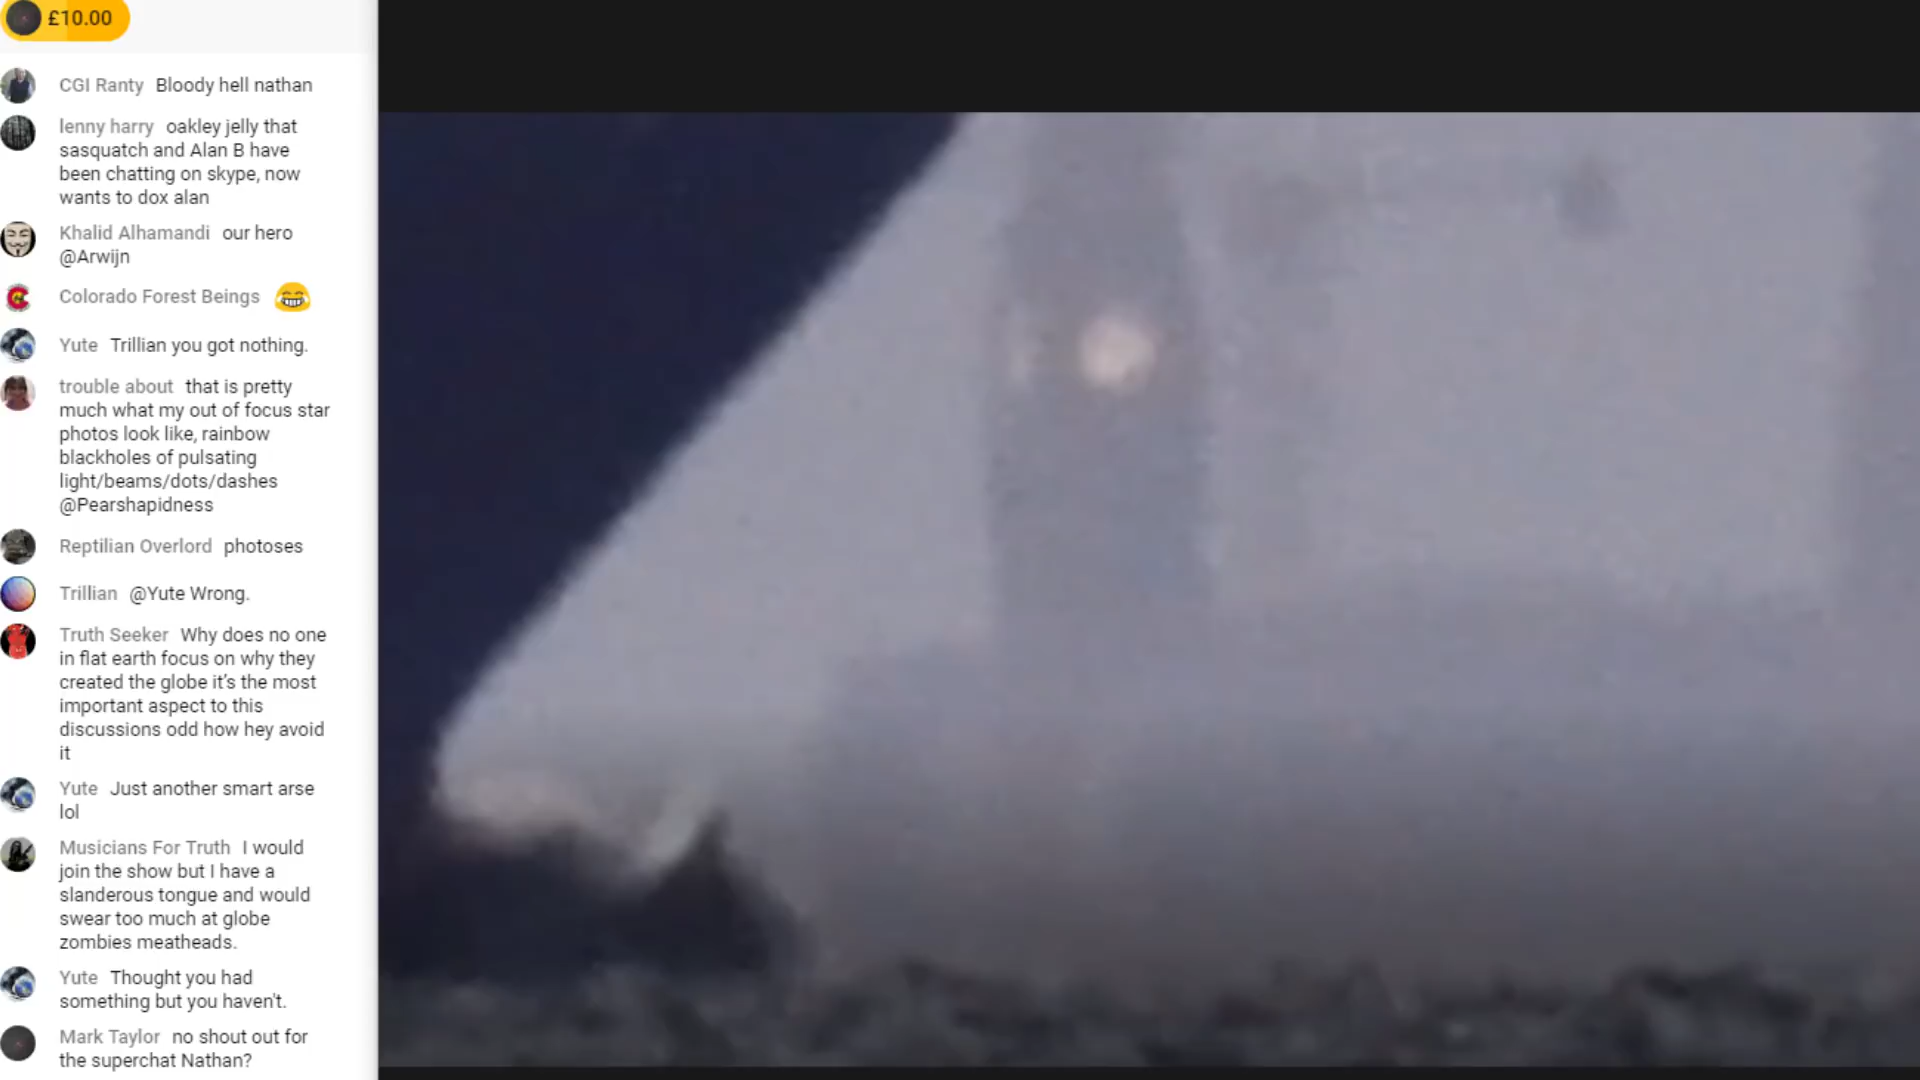 £10.00
CGI Ranty Bloody hell nathan
lenny harry oakley jelly that
sasquatch and Alan B have
been chatting on skype, now
wants to dox alan
Khalid Alhamandi our hero
@Arwijn
Colorado Forest Beings 😂
Yute Trillian you got nothing.
trouble about that is pretty
much what my out of focus star
photos look like, rainbow
blackholes of pulsating
light/beams/dots/dashes
@Pearshapidness
Reptilian Overlord photoses
Trillian @Yute Wrong.
Truth Seeker Why does no one
in flat earth focus on why they
created the globe it’s the most
important aspect to this
discussions odd how hey avoid
it
Yute Just another smart arse
lol
Musicians For Truth I would
join the show but I have a
slanderous tongue and would
swear too much at globe
zombies meatheads.
Yute Thought you had
something but you haven't.
Mark Taylor no shout out for
the superchat Nathan?